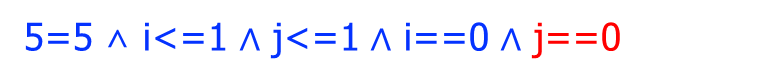 5=5 ∧ i<=1 ∧ j<=1 ∧ i==0 ∧ j==0